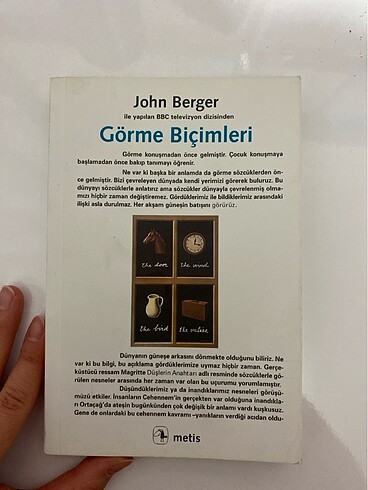 John Berger
ile yapılan BBC televizyon dizisinden
Görme Biçimleri
Görme konuşmadan önce gelmiştir. Çocuk konuşmaya
başlamadan önce bakıp tanımayı öğrenir.
Ne var ki başka bir anlamda da görme sözcüklerden ön-
ce gelmiştir. Bizi çevreleyen dünyada kendi yerimizi görerek buluruz. Bu
dünyayı sözcüklerle anlatırız ama sözcükler dünyayla çevrelenmiş olma-
mızı hiçbir zaman değiştiremez. Gördüklerimiz ile bildiklerimiz arasındaki
ilişki asla durulmaz. Her akşam güneşin batışını görürüz.
the door
the wind
the bird
the valise
Dünyanın güneşe arkasını dönmekte olduğunu biliriz. Ne
var ki bu bilgi, bu açıklama gördüklerimize uymaz hiçbir zaman. Gerçe-
küstücü ressam Magritte Düşlerin Anahtarı adlı resminde sözcüklerle gö-
rülen nesneler arasında her zaman var olan bu uçurumu yorumlamıştır.
Düşündüklerimiz ya da inandıklarımız nesneleri görüşü-
müzü etkiler. İnsanların Cehennem'in gerçekten var olduğuna inandıkla-
rı Ortaçağ'da ateşin bugünkünden çok değişik bir anlamı vardı kuşkusuz.
Gene de onlardaki bu cehennem kavramı –yanıkların verdiği acıdan oldu-
metis